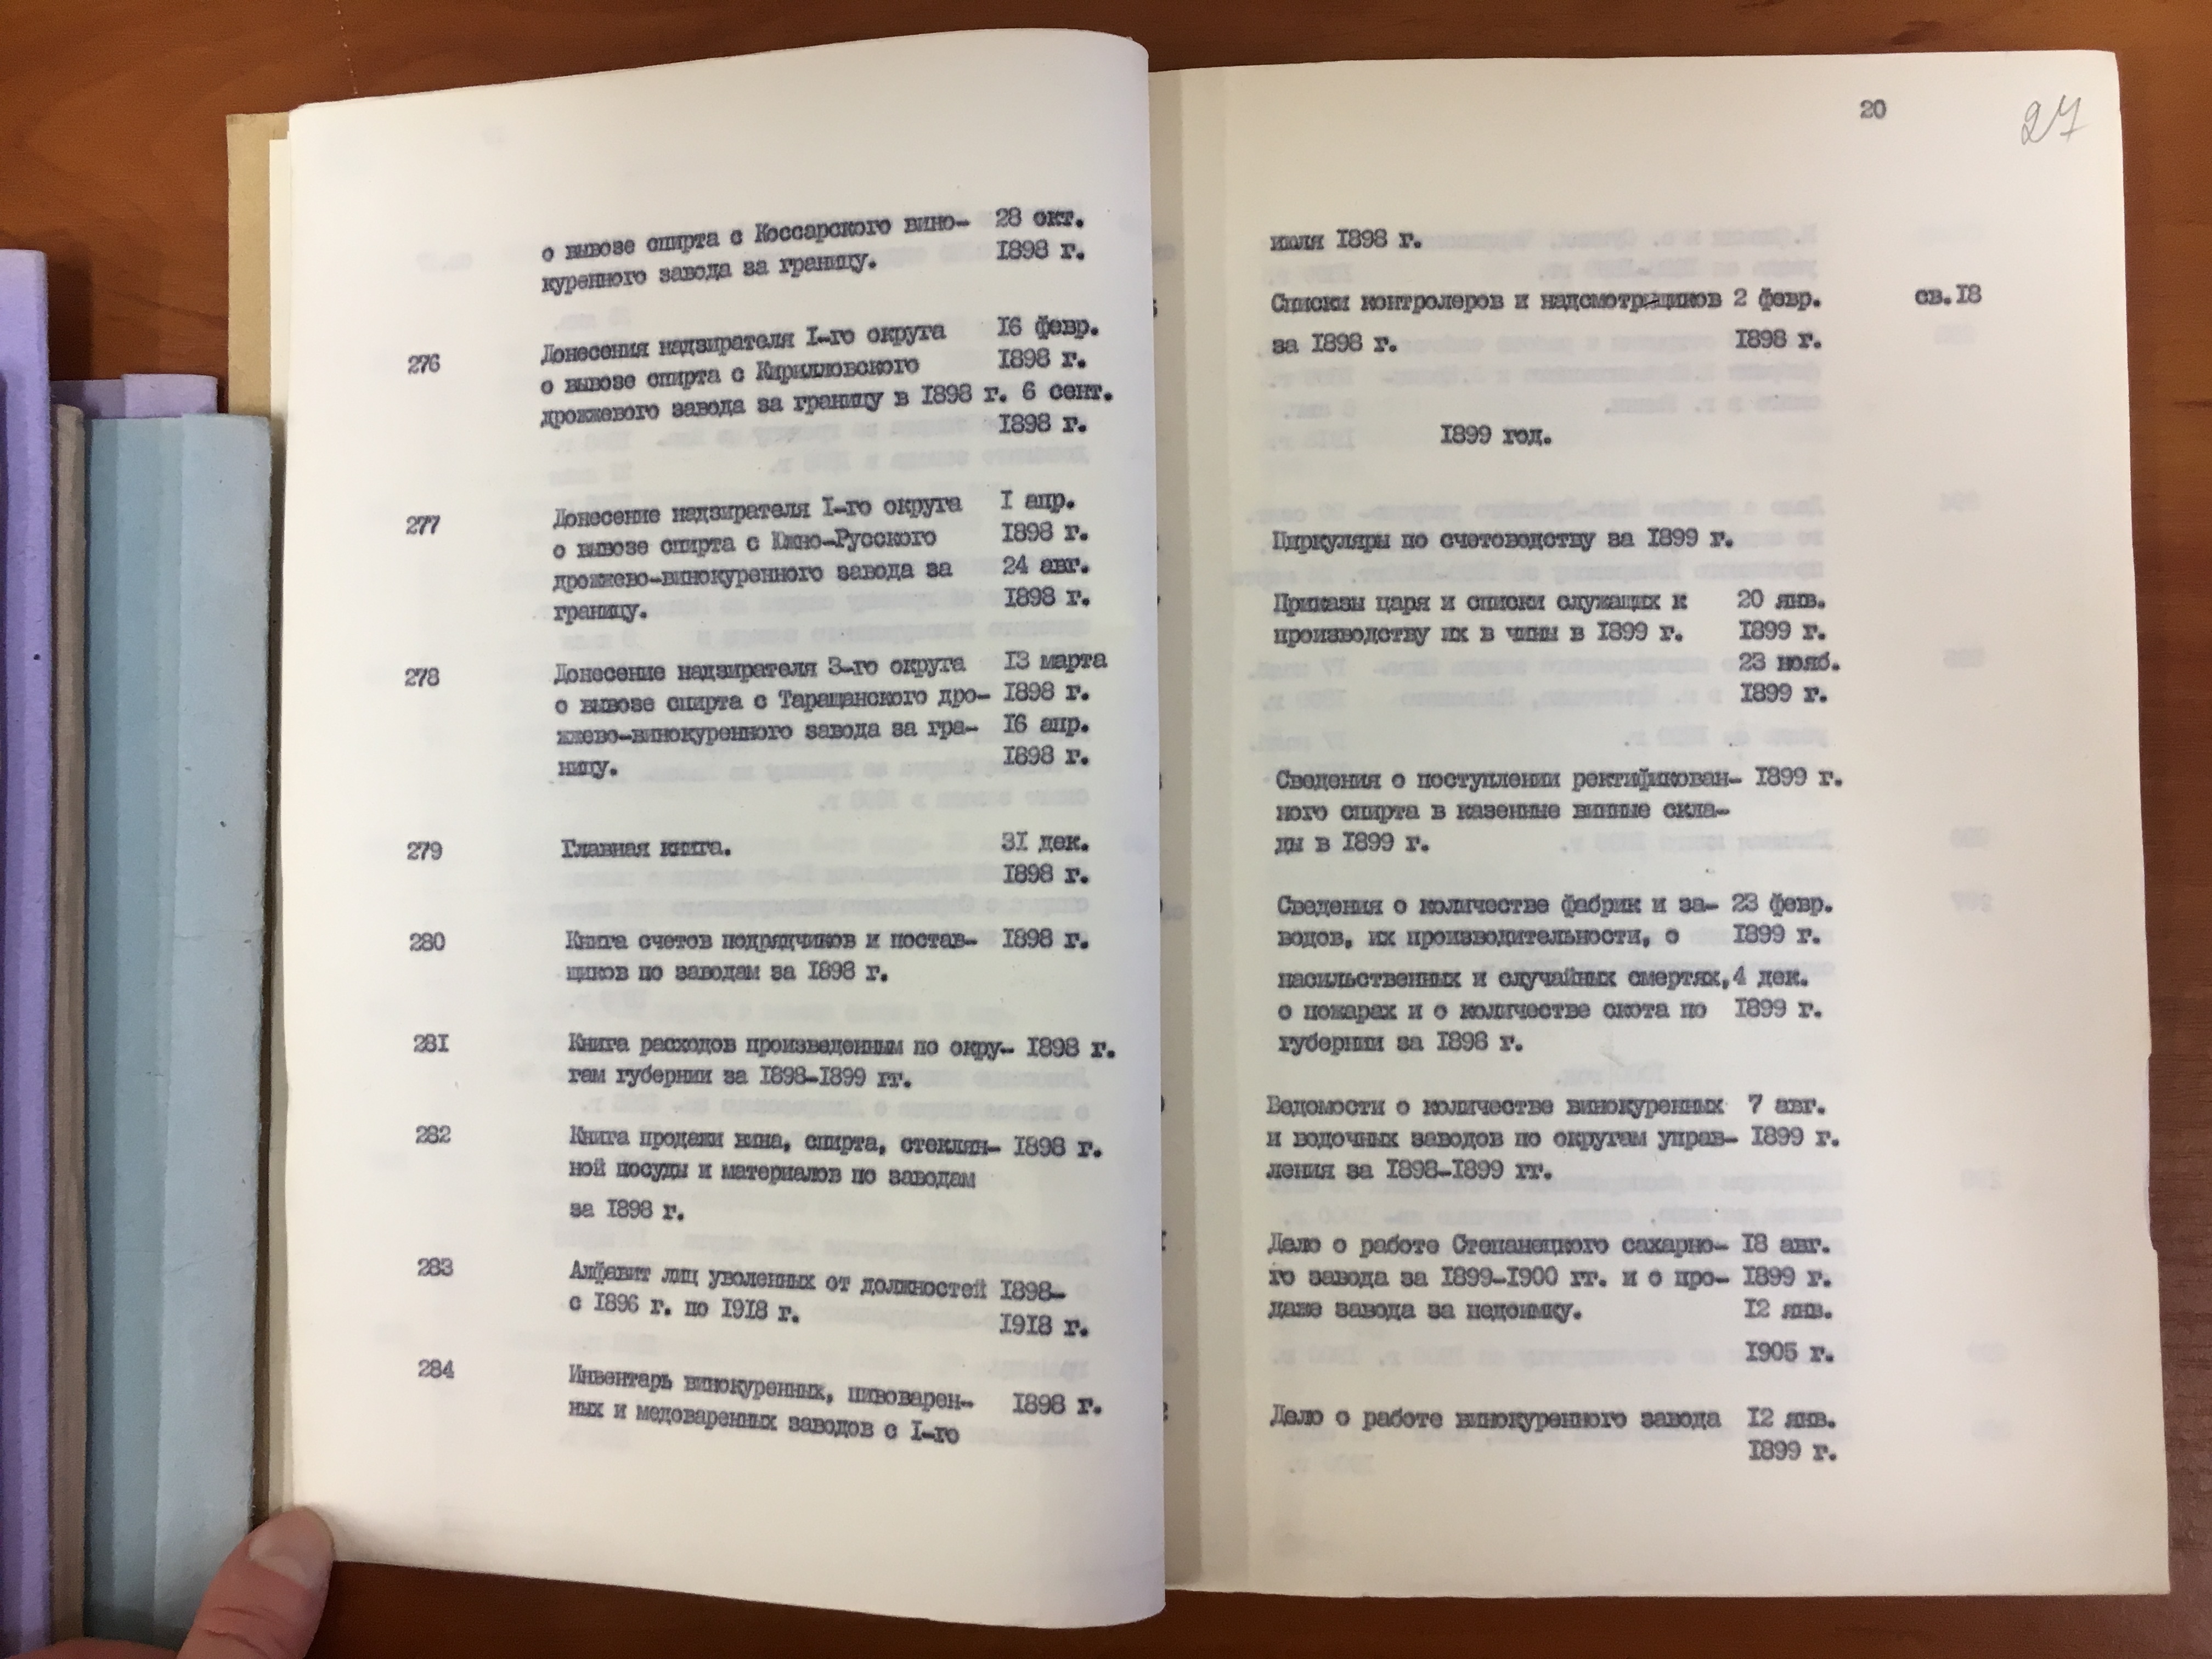 о вывозе спирта с Коссарского вино- 28 окт.
куренного завода за границу. 1898 г.
276 Донесения надзирателя I-го округа 16 февр.
о вывозе спирта с Кирилловского 1898 г.
дрожжевого завода за границу в 1898 г. 6 сент.
1898 г.
277 Донесение надзирателя I-го округа I апр.
о вывозе спирта с Южно-Русского 1898 г.
дрожжево-винокуренного завода за 24 авг.
границу. 1898 г.
278 Донесение надзирателя 3-го округа 13 марта
о вывозе спирта с Таращанского дро- 1898 г.
жжево-винокуренного завода за гра- 16 апр.
ницу. 1898 г.
279 Главная книга. 31 дек.
1898 г.
280 Книга счетов подрядчиков и постав- 1898 г.
щиков по заводам за 1898 г.
281 Книга расходов произведенным по окру- 1898 г.
гам губернии за 1898-1899 гг.
282 Книга продажи вина, спирта, стеклян- 1898 г.
ной посуды и материалов по заводам
за 1898 г.
283 Алфавит лиц уволенных от должностей 1898-
с 1896 г. по 1918 г. 1918 г.
284 Инвентарь винокуренных, пивоварен- 1898 г.
ных и медоваренных заводов с I-го
20
27
июля 1898 г.
Списки контролеров и надсмотрщиков 2 февр. св.18
за 1898 г. 1898 г.
1899 год.
Циркуляры по счетоводству за 1899 г.
Приказы царя и списки служащих к 20 янв.
производству их в чины в 1899 г. 1899 г.
23 нояб.
1899 г.
Сведения о поступлении ректификован- 1899 г.
ного спирта в казенные винные скла-
ды в 1899 г.
Сведения о количестве фабрик и за- 23 февр.
водов, их производительности, о 1899 г.
насильственных и случайных смертях, 4 дек.
о пожарах и о количестве скота по 1899 г.
губернии за 1898 г.
Ведомости о количестве винокуренных 7 авг.
и водочных заводов по округам управ- 1899 г.
ления за 1898-1899 гг.
Дело о работе Степанецкого сахарно- 18 авг.
го завода за 1899-1900 гг. и о про- 1899 г.
даже завода за недоимку. 12 янв.
1905 г.
Дело о работе винокуренного завода 12 янв.
1899 г.